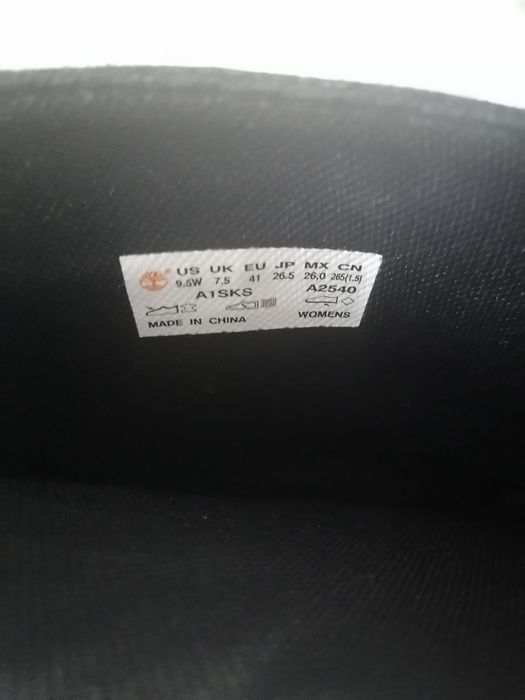 US UK EU JP MX CN
9.5W 7.5 41 26.5 26.0 265(1.5)
A1SKS A2540
MADE IN CHINA WOMENS